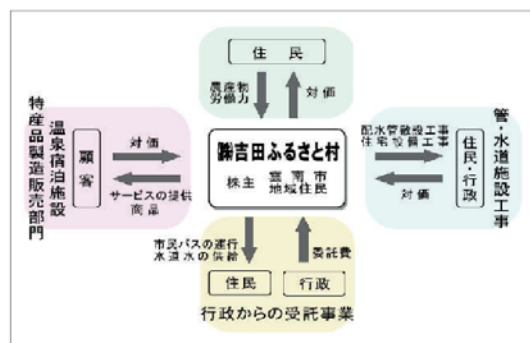 住民
農産物
労働力
対価
特産品製造販売部門
温泉宿泊施設
顧客
対価
サービスの提供
商品
㈱吉田ふるさと村
株主 雲南市
地域住民
配水管敷設工事
住宅設備工事
対価
住民・行政
管・水道施設工事
市民バスの運行
水道水の供給
委託費
住民
行政
行政からの受託事業